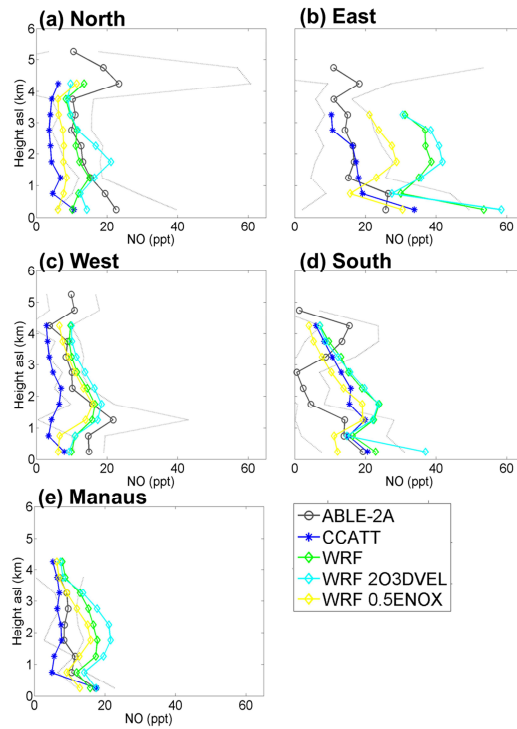 (a) North
(b) East
6
5
4
3
2
1
0
Height asl (km)
0 20 40 60
NO (ppt)
6
5
4
3
2
1
0
Height asl (km)
0 20 40 60
NO (ppt)
(c) West
(d) South
6
5
4
3
2
1
0
Height asl (km)
0 20 40 60
NO (ppt)
6
5
4
3
2
1
0
0 20 40 60
NO (ppt)
(e) Manaus
6
5
4
3
2
1
0
Height asl (km)
0 20 40 60
NO (ppt)
ABLE-2A
CCATT
WRF
WRF 2O3DVEL
WRF 0.5ENOX